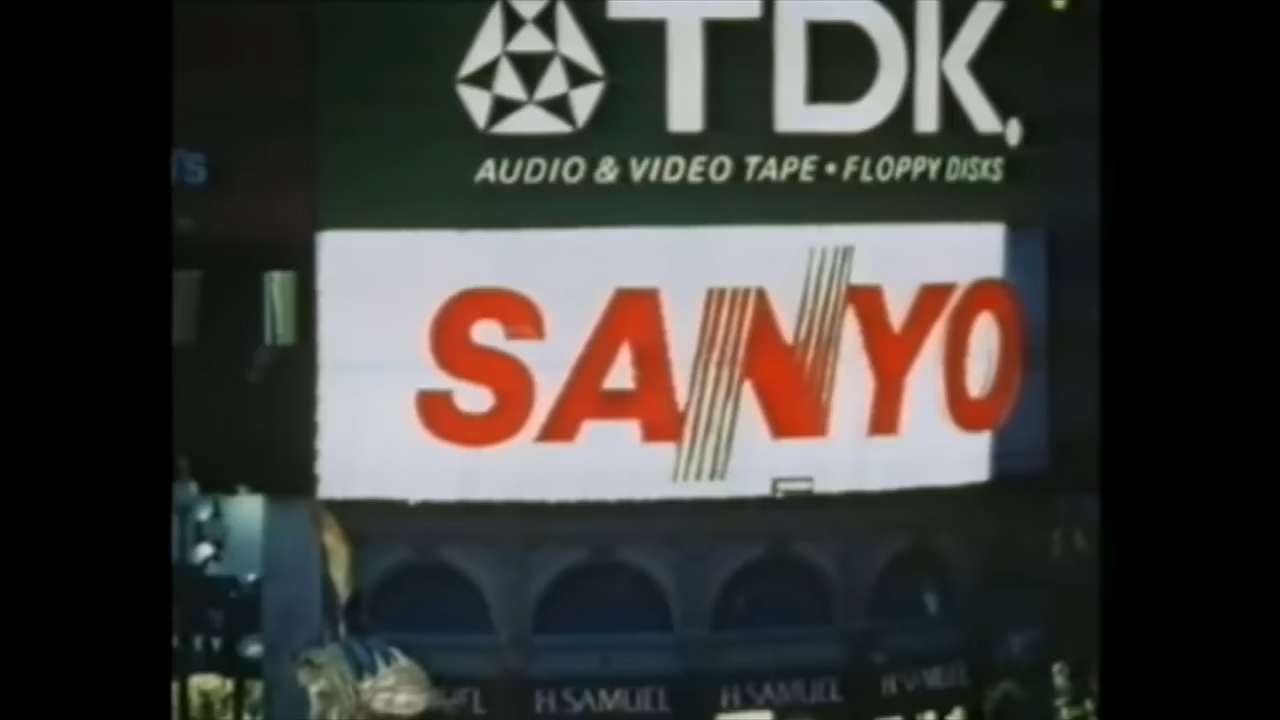 TDK
AUDIO & VIDEO TAPE • FLOPPY DISKS
SANYO
H SAMUEL H SAMUEL H SAMUEL